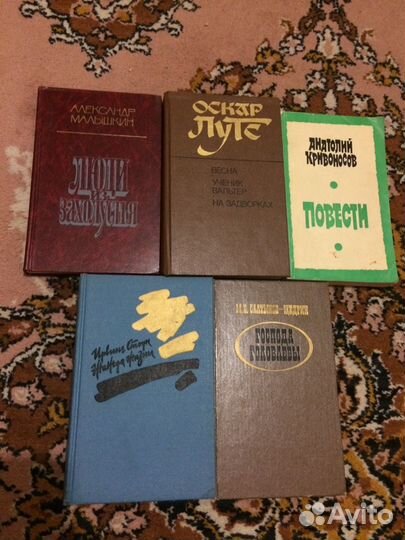 АЛЕКСАНДР
МАЛЫШКИН
ЛЮДИ
ИЗ
ЗАХОЛУСТЬЯ
ОСКАР
ЛУТС
ВЕСНА
УЧЕНИК
ВАЛЬТЕР
НА ЗАДВОРКАХ
АНАТОЛИЙ
КРИВОНОСОВ
ПОВЕСТИ
Ирвинг Стоун
Жажда жизни
М.Е. САЛТЫКОВ-ЩЕДРИН
ГОСПОДА
ГОЛОВЛЕВЫ
Avito